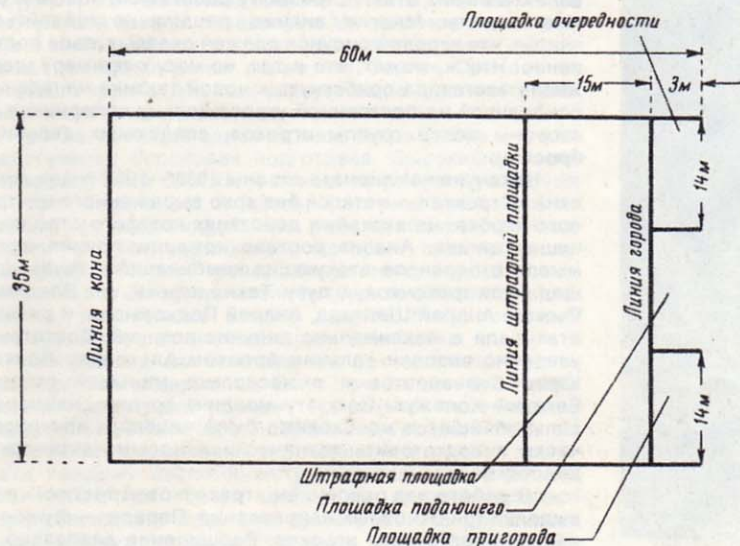 Площадка очередности
60м
15м
3м
35м
Линия кона
Линия штрафной площадки
Линия города
14м
14м
Штрафная площадка
Площадка подающего
Площадка пригорода